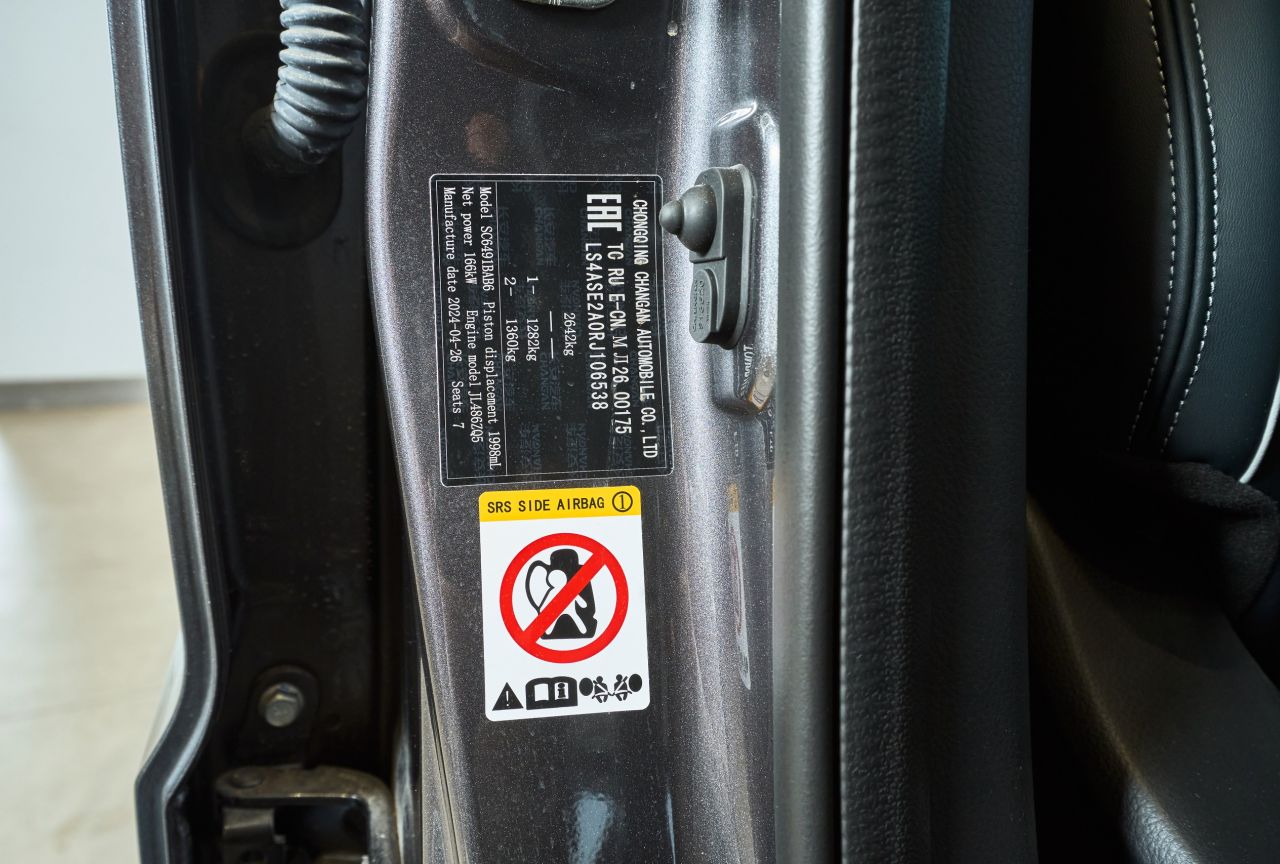 CHONGQING CHANGAN AUTOMOBILE CO.,LTD
EAC TC RU E-CN.МЛ26.00175
LS4ASE2A0RJ106538
2642kg
——
1— 1282kg
2— 1360kg
Model SC6491BAB6 Piston displacement 1998mL
Net power 166kW Engine model JL486ZQ5
Manufacture date 2024-04-26 Seats 7
SRS SIDE AIRBAG ①